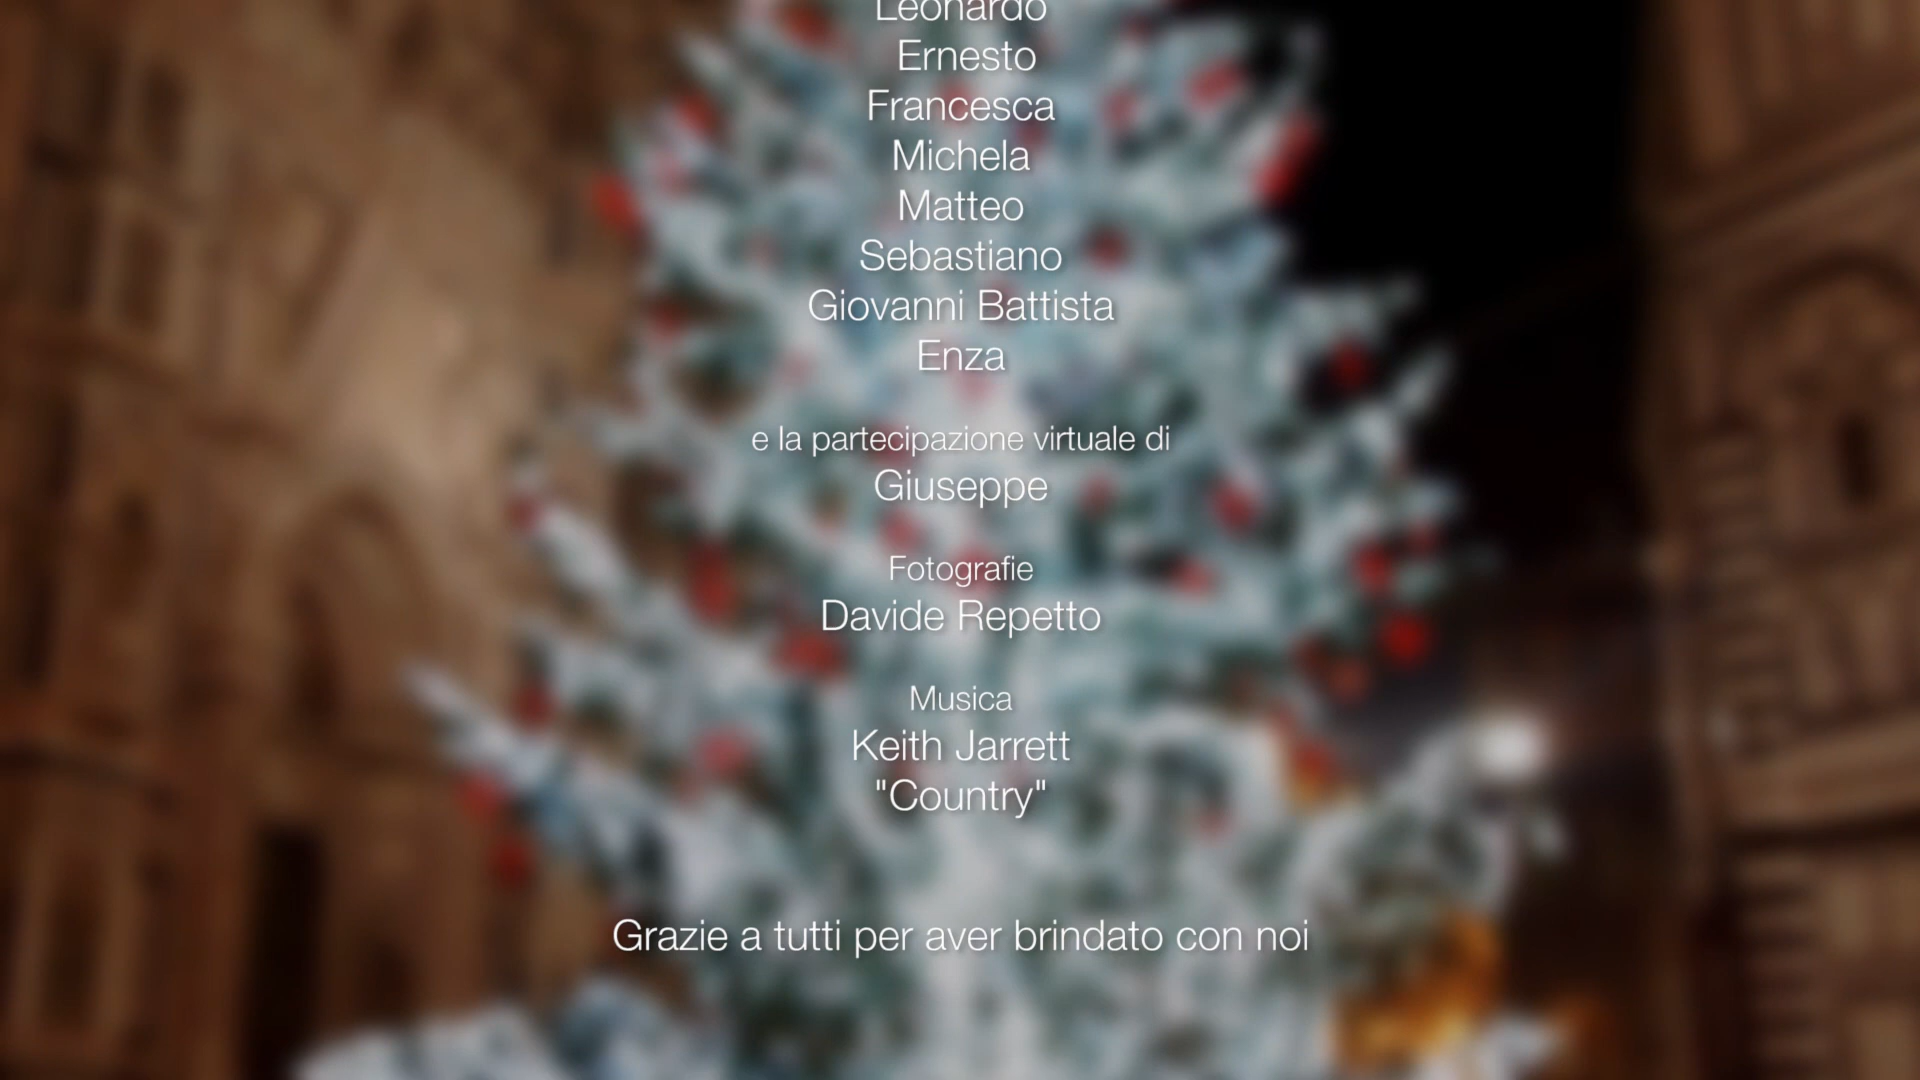 Leonardo
Ernesto
Francesca
Michela
Matteo
Sebastiano
Giovanni Battista
Enza
e la partecipazione virtuale di
Giuseppe
Fotografie
Davide Repetto
Musica
Keith Jarrett
"Country"
Grazie a tutti per aver brindato con noi